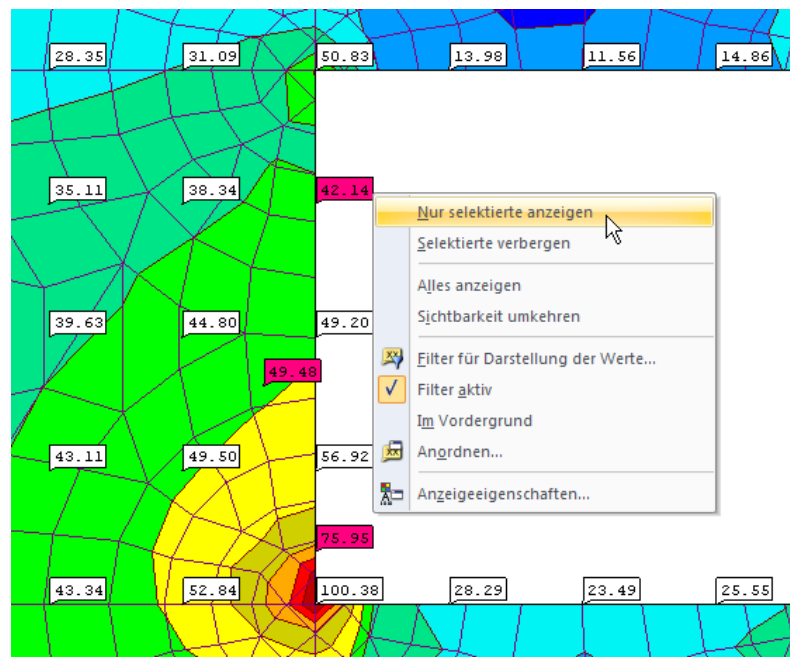 28.35 31.09 50.83 13.98 11.56 14.86
35.11 38.34 42.14
Nur selektierte anzeigen
Selektierte verbergen
Alles anzeigen
Sichtbarkeit umkehren
39.63 44.80 49.20
Filter für Darstellung der Werte...
49.48
Filter aktiv
Im Vordergrund
43.11 49.50 56.92
Anordnen...
Anzeigeeigenschaften...
75.95
43.34 52.84 100.38 28.29 23.49 25.55